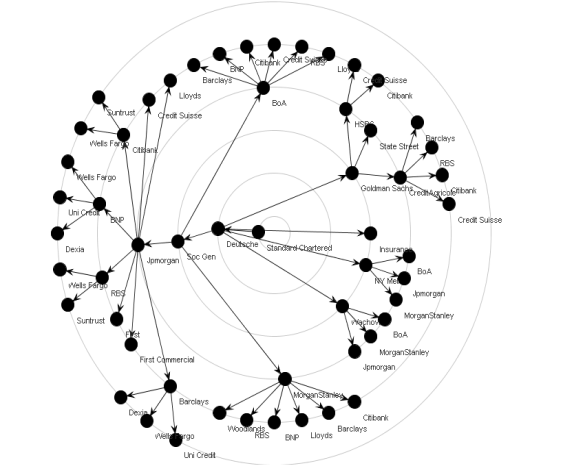 Citibank
Credit Suisse
RBS
BNP
Lloyds
Barclays
Credit Suisse
Citibank
Lloyds
BoA
Suntrust
Credit Suisse
HSBC
Barclays
Wells Fargo
Citibank
State Street
RBS
Wells Fargo
Goldman Sachs
CreditAgricole
Citibank
Uni Credit
BNP
Credit Suisse
Dexia
Jpmorgan
Soc Gen
Deutsche
Standard Chartered
Insurance
Wells Fargo
RBS
NY Mellon
BoA
Jpmorgan
Suntrust
First
Wachovia
MorganStanley
BoA
First Commercial
MorganStanley
Jpmorgan
Barclays
MorganStanley
Dexia
Woodlands
Citibank
Wells Fargo
RBS
BNP
Lloyds
Barclays
Uni Credit